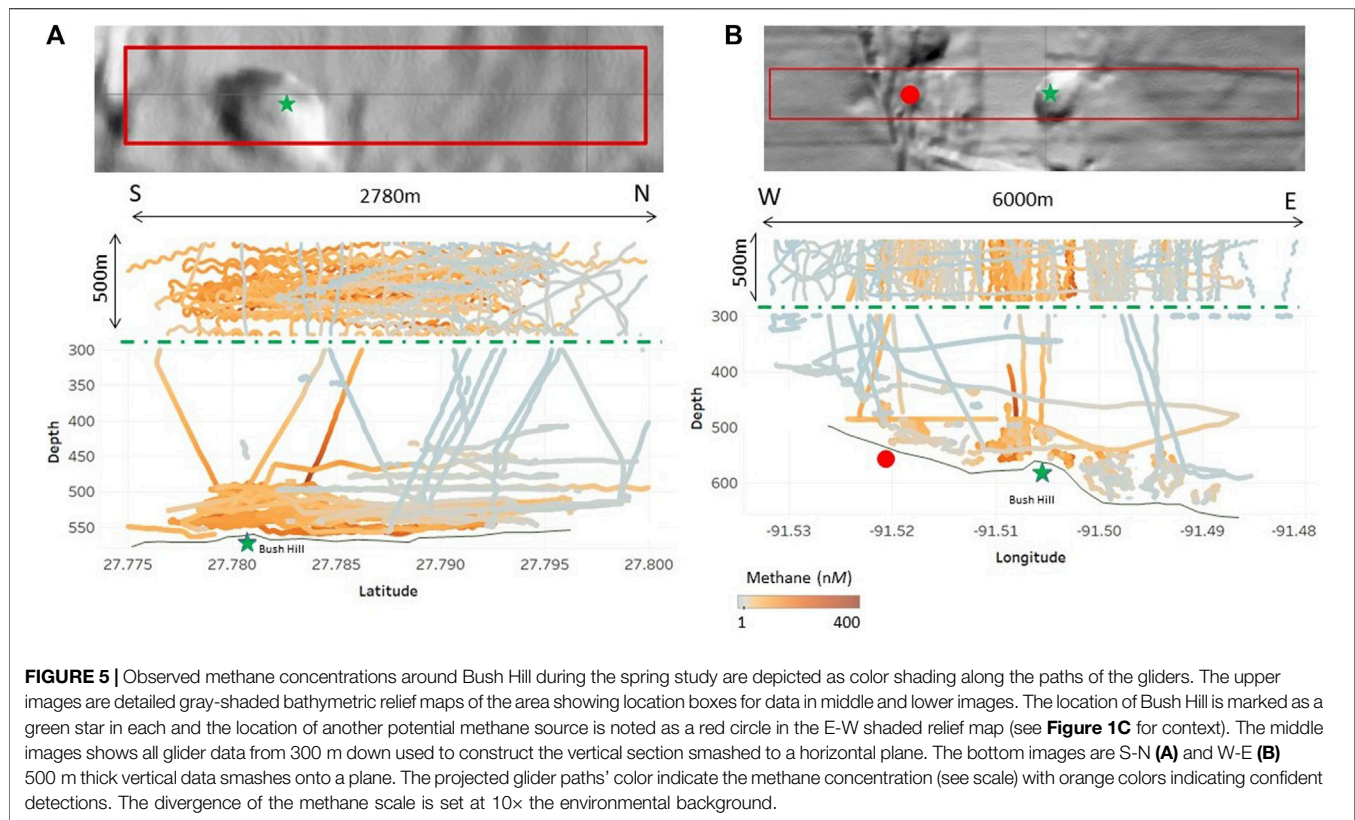 A
B
S
2780m
N
W
6000m
E
500m
500m
300
350
400
450
500
550
Depth
Bush Hill
27.775
27.780
27.785
27.790
27.795
27.800
Latitude
300
400
500
600
Depth
Bush Hill
-91.53
-91.52
-91.51
-91.50
-91.49
-91.48
Longitude
Methane (nM)
1
400
FIGURE 5 | Observed methane concentrations around Bush Hill during the spring study are depicted as color shading along the paths of the gliders. The upper
images are detailed gray-shaded bathymetric relief maps of the area showing location boxes for data in middle and lower images. The location of Bush Hill is marked as a
green star in each and the location of another potential methane source is noted as a red circle in the E-W shaded relief map (see Figure 1C for context). The middle
images shows all glider data from 300 m down used to construct the vertical section smashed to a horizontal plane. The bottom images are S-N (A) and W-E (B)
500 m thick vertical data smashes onto a plane. The projected glider paths' color indicate the methane concentration (see scale) with orange colors indicating confident
detections. The divergence of the methane scale is set at 10× the environmental background.